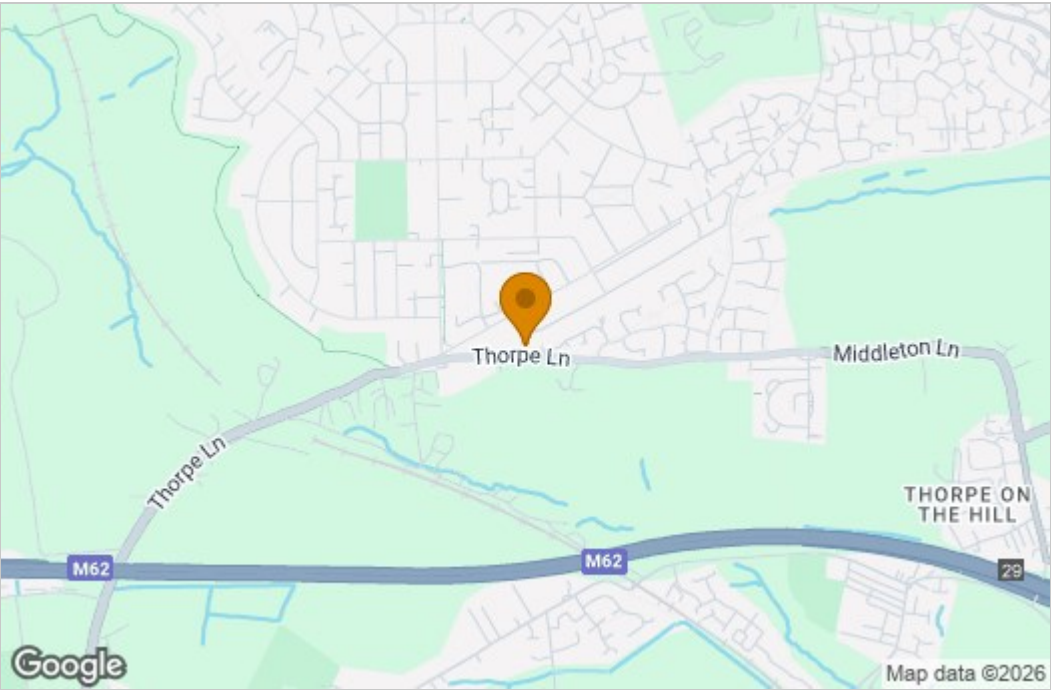 Thorpe Ln
Middleton Ln
Thorpe Ln
THORPE ON
THE HILL
M62
M62
29
Google
Map data ©2026